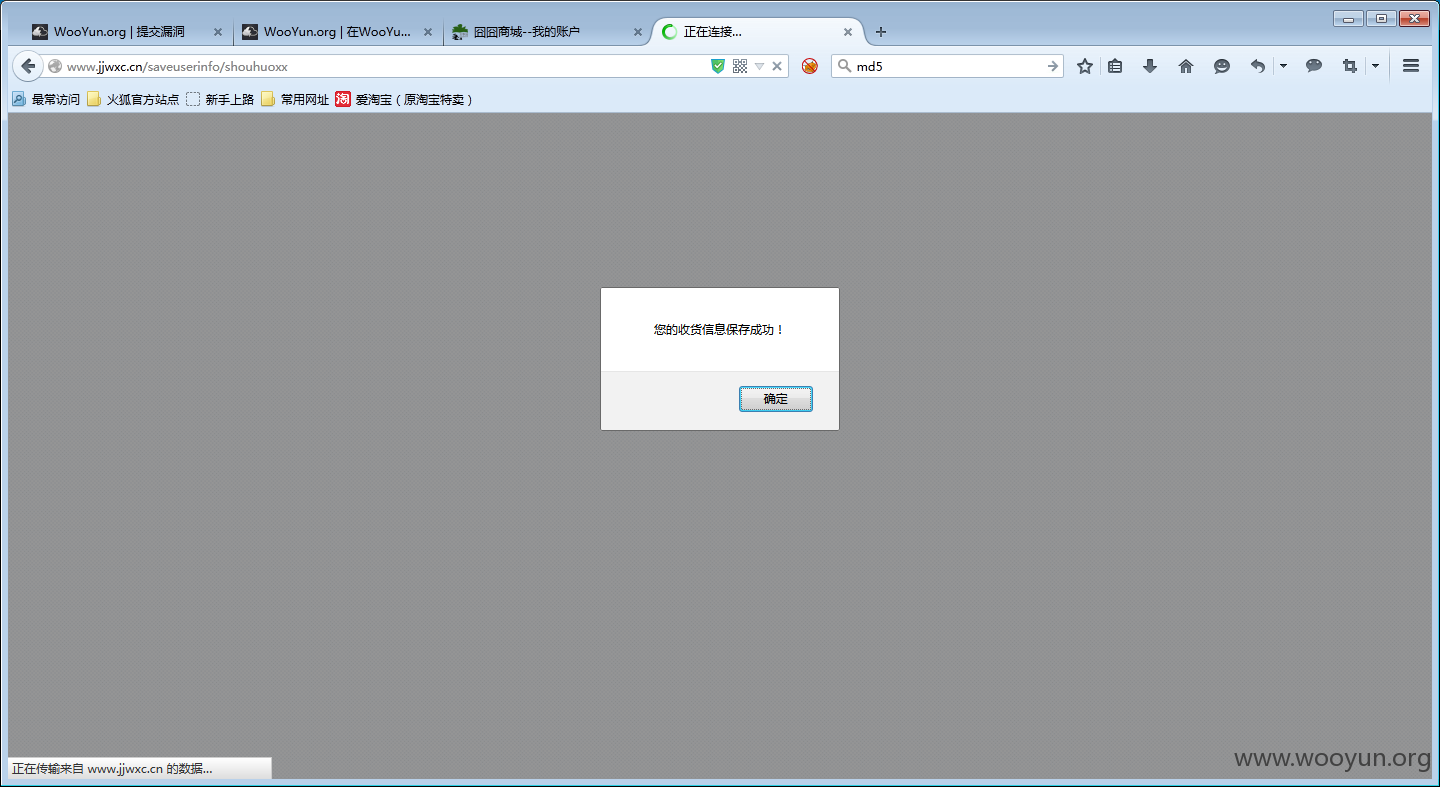 WooYun.org | 提交漏洞
WooYun.org | 在WooYu...
囧囧商城--我的账户
正在连接...
www.jjwxc.cn/saveuserinfo/shouhuoxx
md5
最常访问
火狐官方站点
新手上路
常用网址
淘
爱淘宝（原淘宝特卖）
您的收货信息保存成功！
确定
正在传输来自 www.jjwxc.cn 的数据...
www.wooyun.org